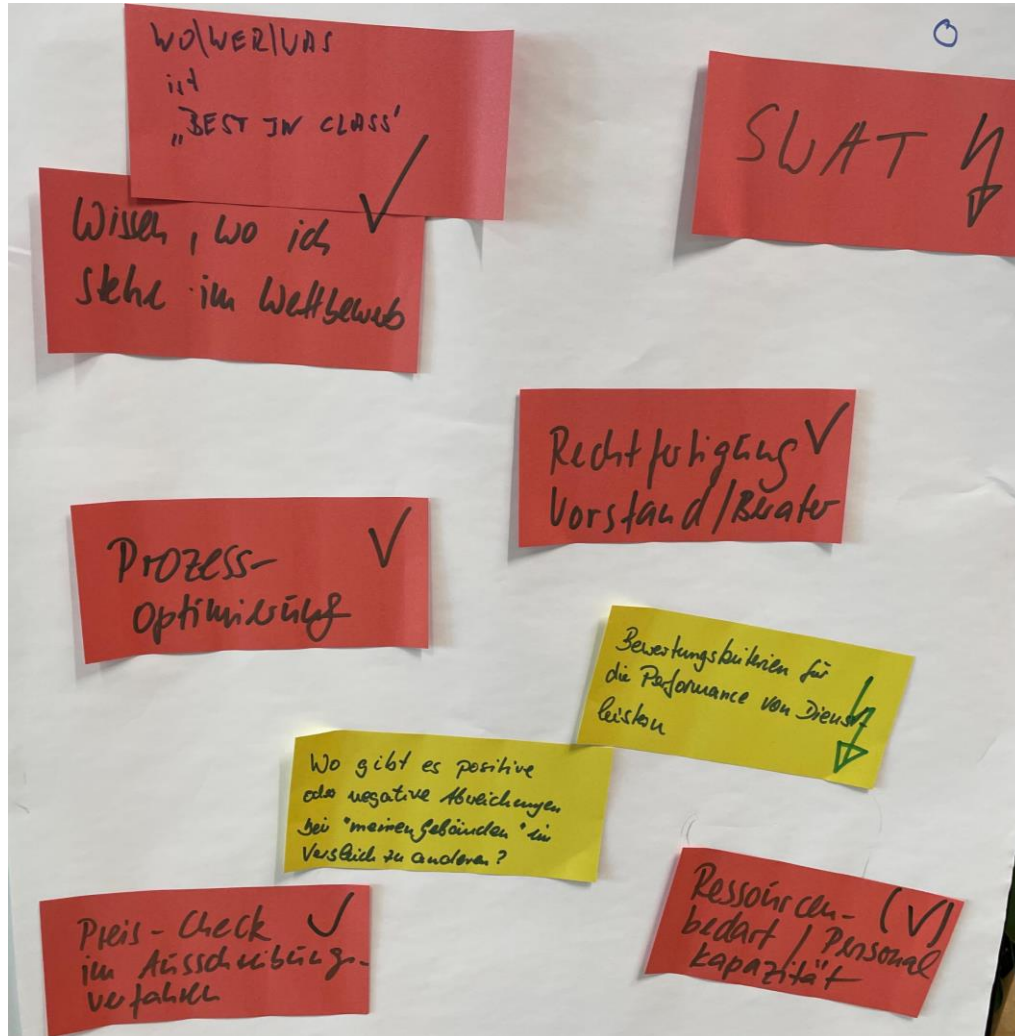 WO/WER/WAS
ist
„BEST IN CLASS'
Wissen, wo ich
stehe im Wettbewerb
SWAT
Rechtfertigung
Vorstand/Berater
Prozess-
optimierung
Bewertungskriterien für
die Performance von Dienst
leistern
Wo gibt es positive
oder negative Abweichungen
bei "meinen Gebäuden" im
Vergleich zu anderen?
Preis-Check
im Ausschreibungs-
verfahren
Ressourcen-
bedarf / Personal
kapazität